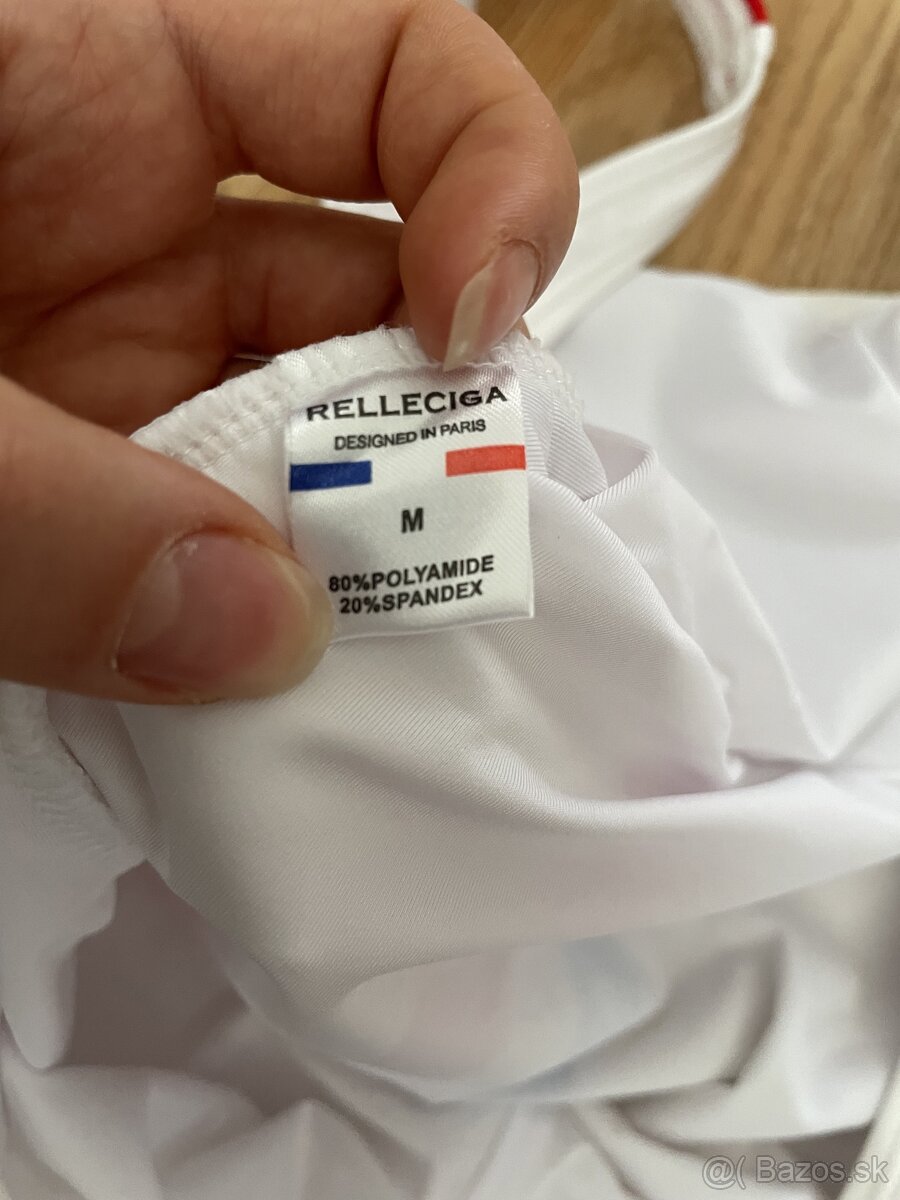 RELLECIGA
DESIGNED IN PARIS
M
80%POLYAMIDE
20%SPANDEX
@( Bazos.sk